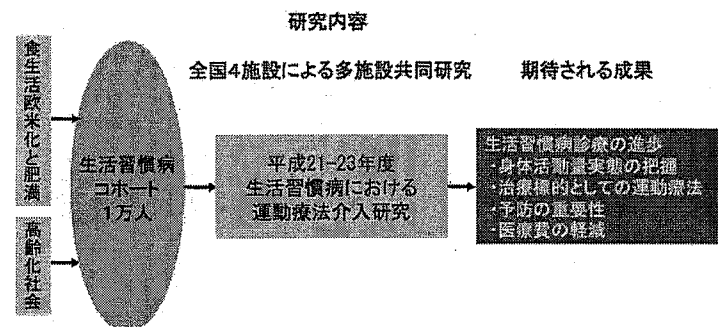 研究内容
全国4施設による多施設共同研究
期待される成果
食生活欧米化と肥満
高齢化社会
生活習慣病
コホート
1万人
平成21-23年度
生活習慣病における
運動療法介入研究
生活習慣病診療の進歩
・身体活動量実態の把握
・治療標的としての運動療法
・予防の重要性
・医療費の軽減